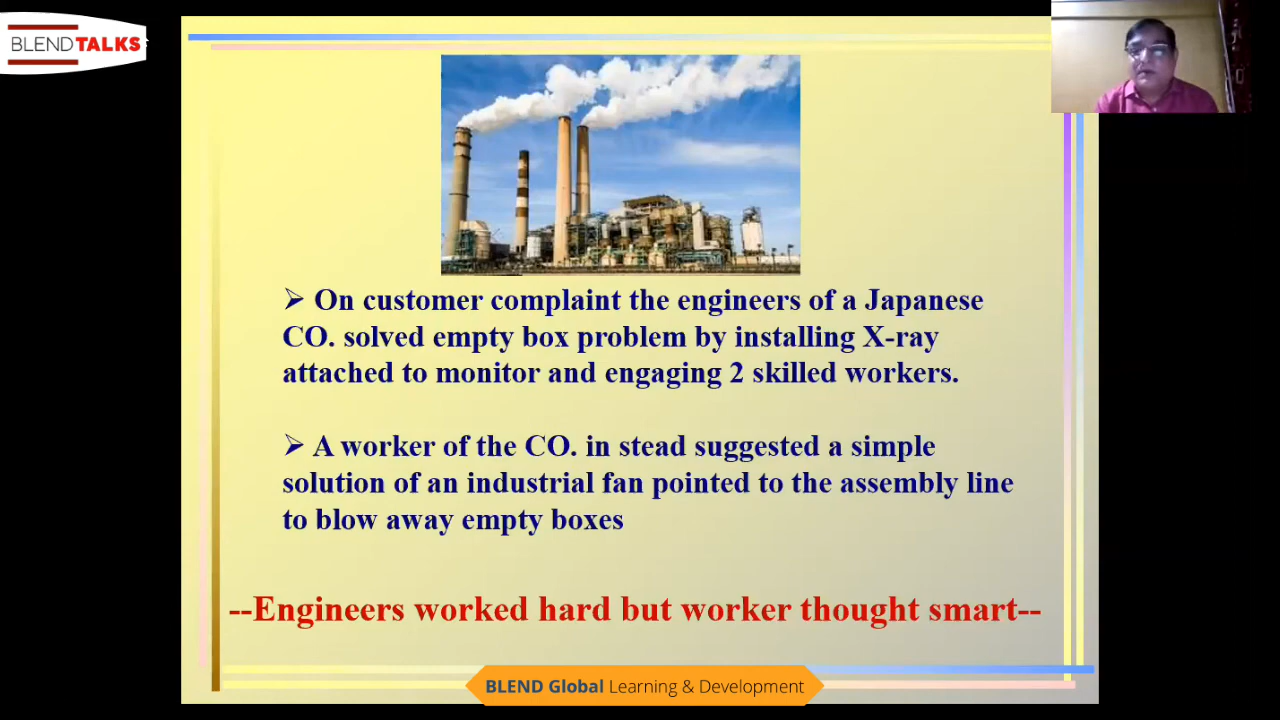 BLENDTALKS
➢ On customer complaint the engineers of a Japanese
CO. solved empty box problem by installing X-ray
attached to monitor and engaging 2 skilled workers.
➢ A worker of the CO. in stead suggested a simple
solution of an industrial fan pointed to the assembly line
to blow away empty boxes
--Engineers worked hard but worker thought smart--
BLEND Global Learning & Development